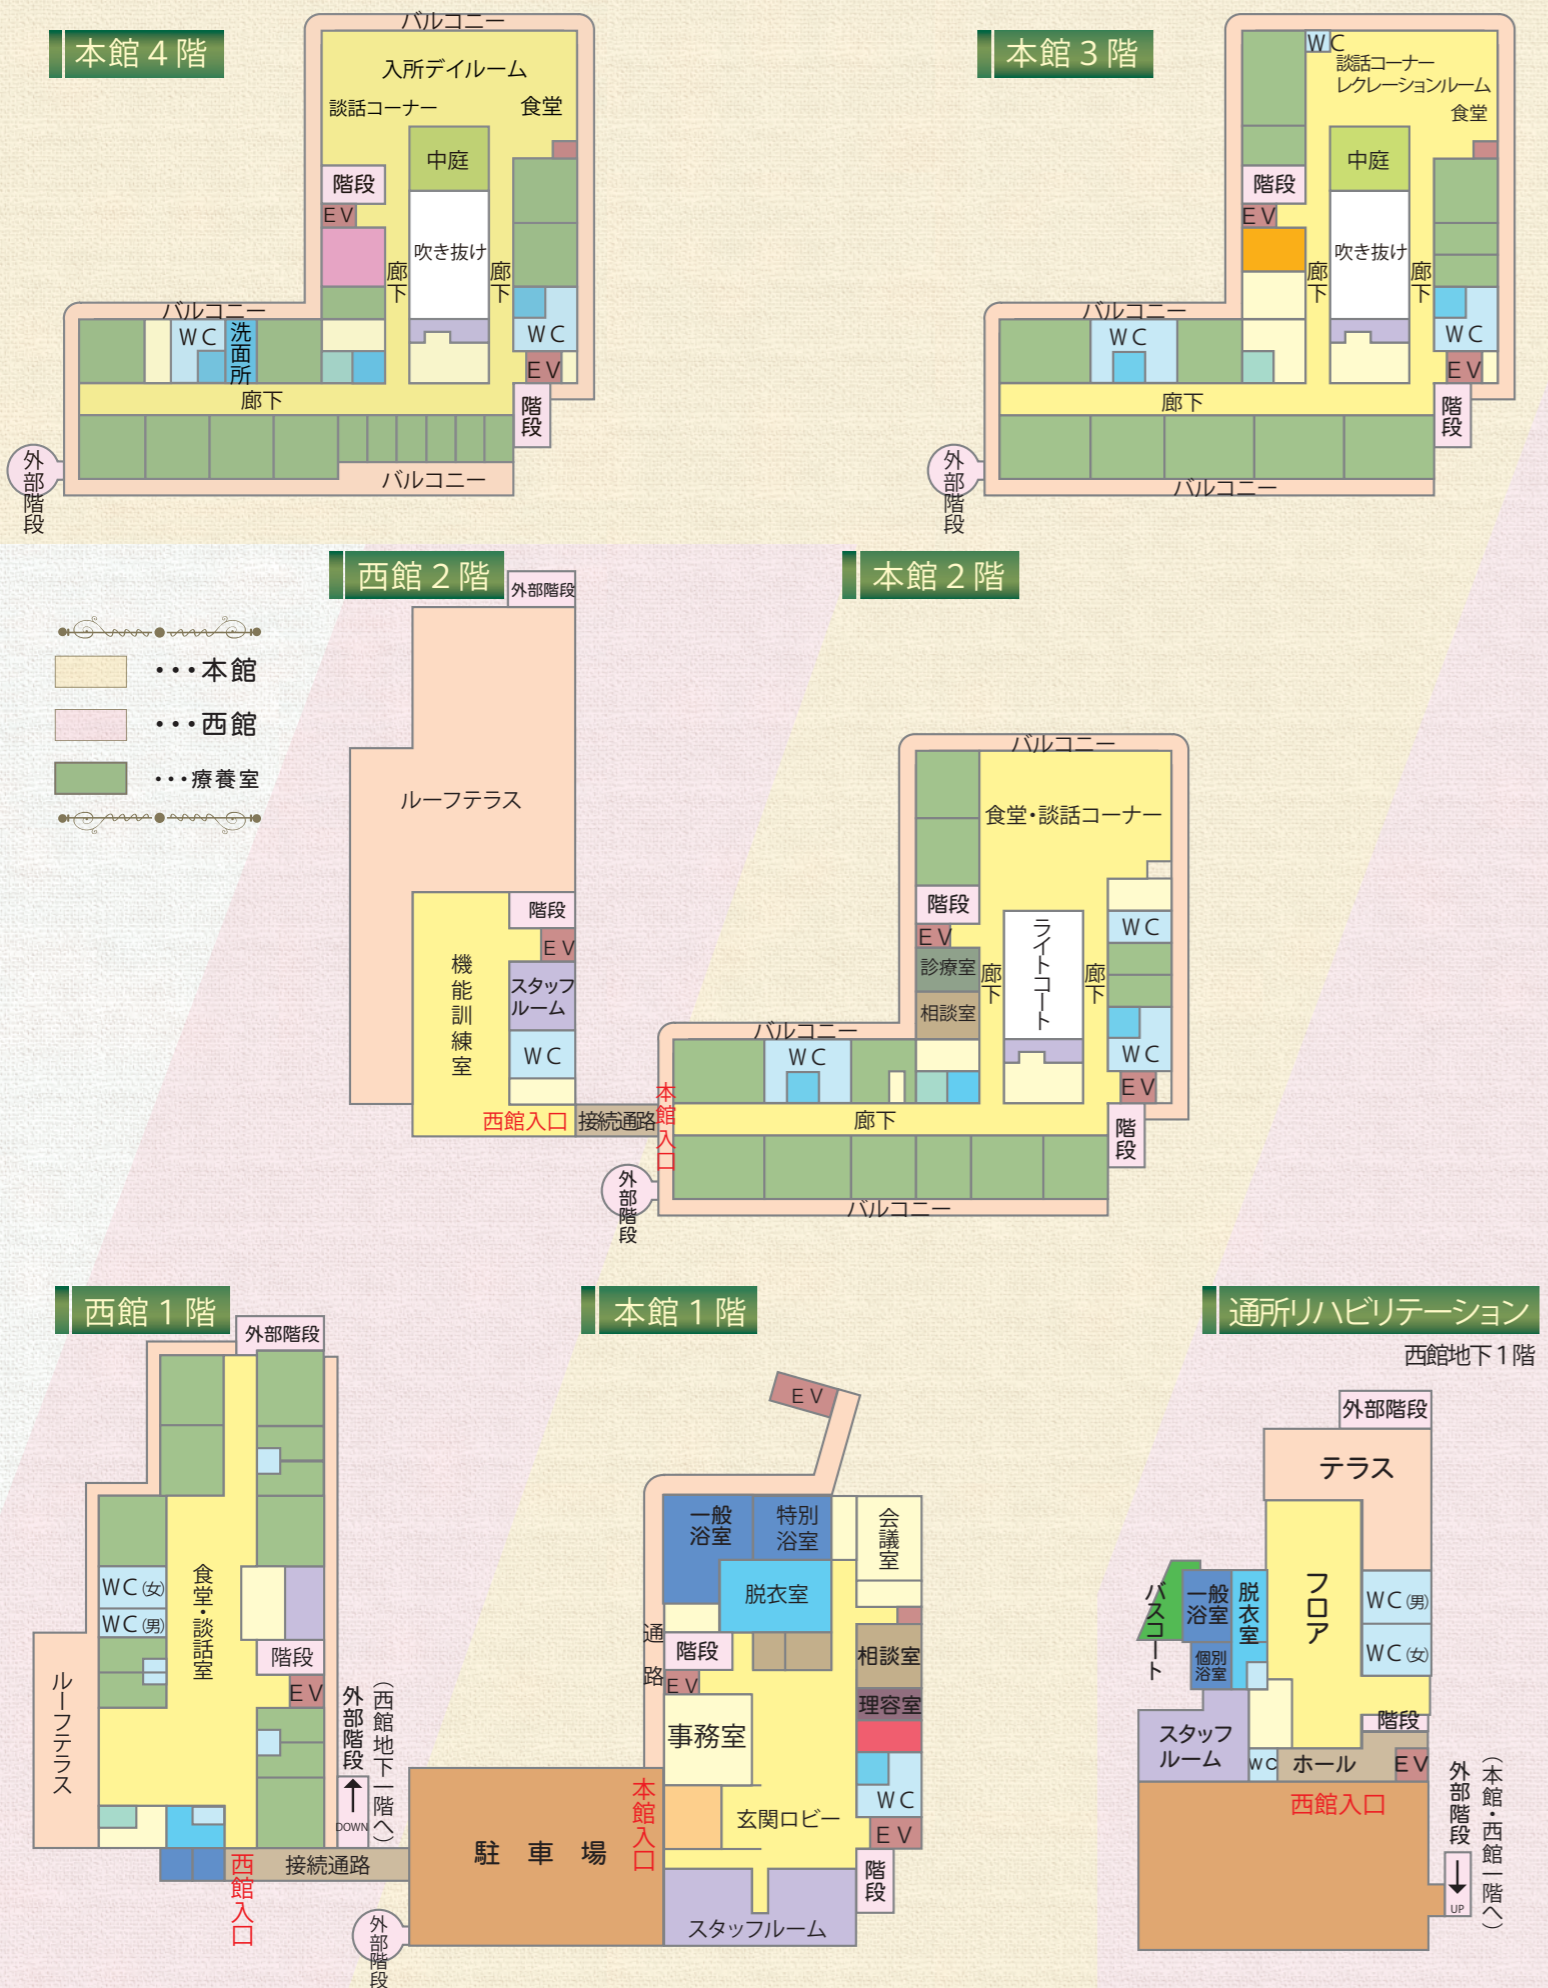 本館４階
バルコニー
入所デイルーム
談話コーナー
食堂
中庭
階段
ＥＶ
吹き抜け
廊下
廊下
バルコニー
ＷＣ
洗面所
ＷＣ
ＥＶ
廊下
階段
外部階段
バルコニー
本館３階
ＷＣ
談話コーナー
レクレーションルーム
食堂
中庭
階段
ＥＶ
吹き抜け
廊下
廊下
バルコニー
ＷＣ
ＷＣ
ＥＶ
廊下
階段
外部階段
バルコニー
・・・本館
・・・西館
・・・療養室
西館２階
外部階段
ルーフテラス
階段
ＥＶ
機能訓練室
スタッフ
ルーム
ＷＣ
西館入口
接続通路
本館２階
バルコニー
食堂・談話コーナー
階段
ＥＶ
ライトコート
ＷＣ
診療室
廊下
廊下
相談室
バルコニー
ＷＣ
ＷＣ
本館入口
ＥＶ
廊下
階段
外部階段
バルコニー
西館１階
外部階段
ＷＣ（女）
ＷＣ（男）
食堂・談話室
階段
ＥＶ
ルーフテラス
外部階段
（西館地下一階へ）
DOWN
西館入口
接続通路
本館１階
ＥＶ
一般
浴室
特別
浴室
会議室
脱衣室
通路
階段
ＥＶ
相談室
理容室
事務室
ＷＣ
本館入口
玄関ロビー
ＥＶ
駐車場
階段
スタッフルーム
外部階段
通所リハビリテーション
西館地下１階
外部階段
テラス
バスコート
一般
浴室
脱衣室
フロア
ＷＣ（男）
ＷＣ（女）
個別
浴室
スタッフ
ルーム
階段
ＷＣ
ホール
ＥＶ
西館入口
外部階段
（本館・西館一階へ）
UP